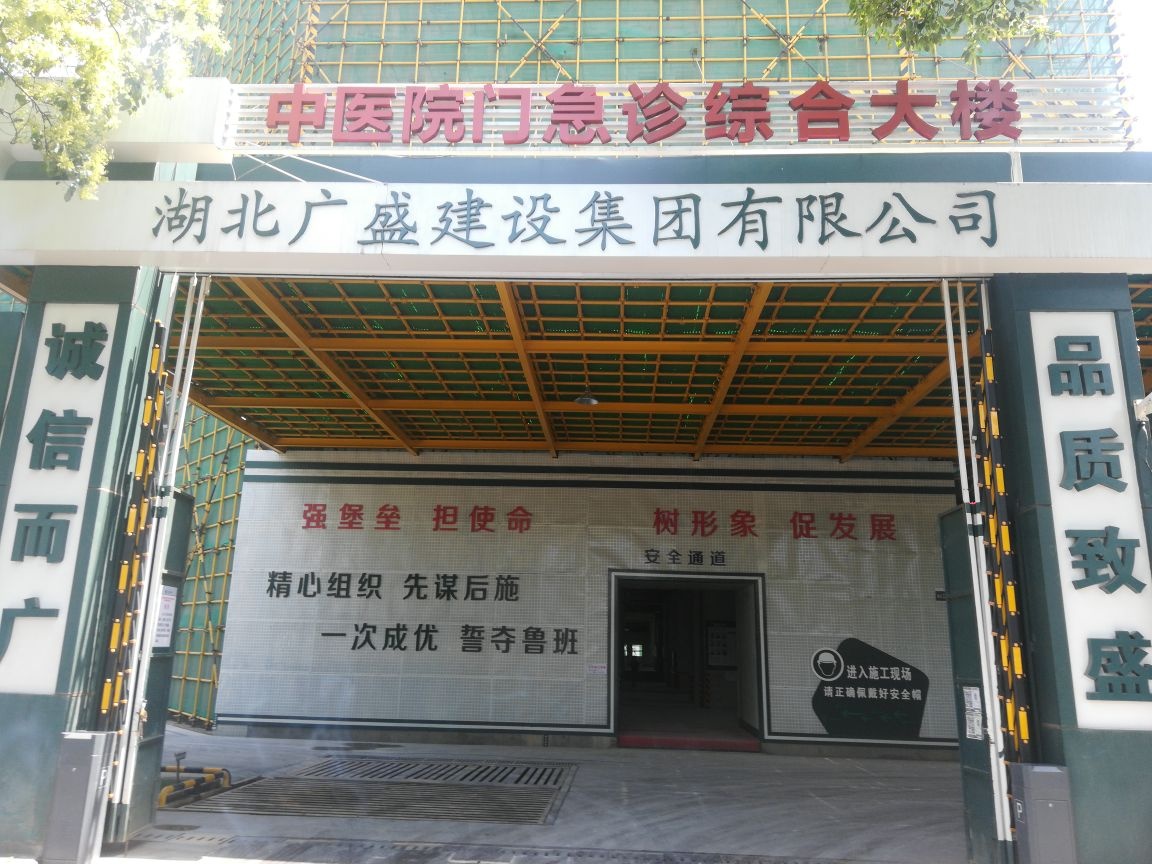 中医院门急诊综合大楼
湖北广盛建设集团有限公司
诚信而广
品质致盛
强堡垒 担使命
树形象 促发展
安全通道
精心组织 先谋后施
一次成优 誓夺鲁班
进入施工现场
请正确佩戴好安全帽
P